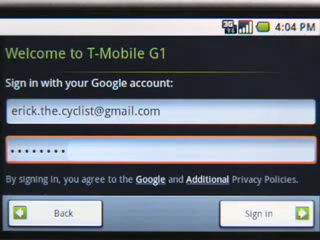 3G
4:04 PM
Welcome to T-Mobile G1
Sign in with your Google account:
erick.the.cyclist@gmail.com
••••••••
By signing in, you agree to the Google and Additional Privacy Policies.
Back
Sign in